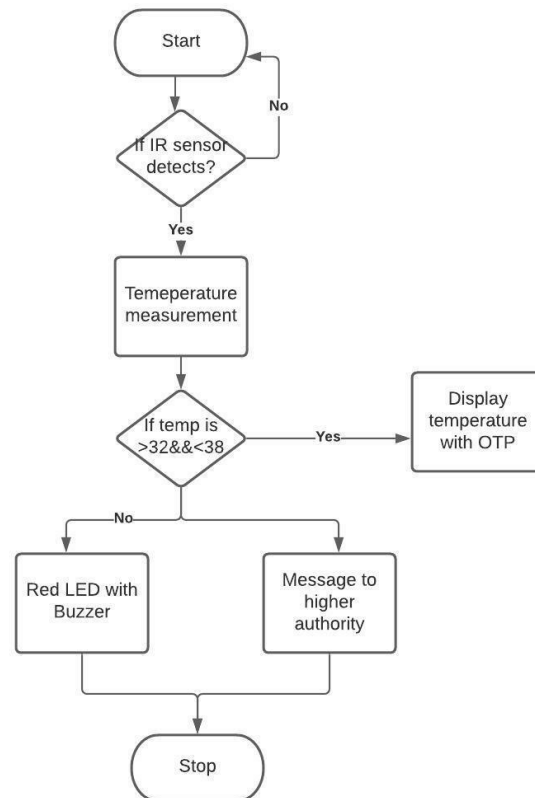 Start
No
If IR sensor
detects?
Yes
Temeperature
measurement
If temp is
>32&&<38
Yes
Display
temperature
with OTP
No
Red LED with
Buzzer
Message to
higher
authority
Stop